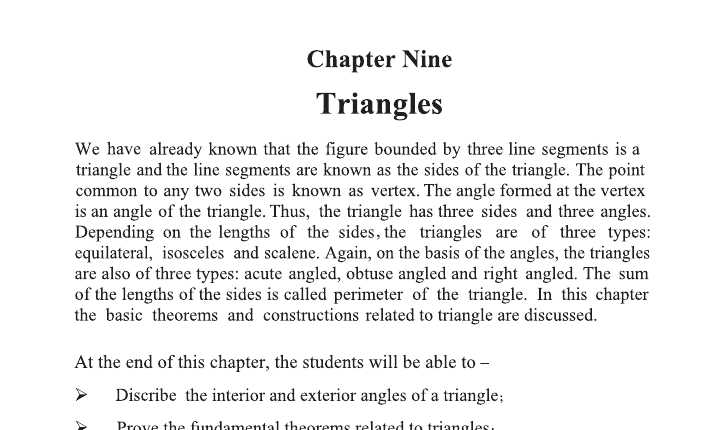 Chapter Nine
Triangles
We have already known that the figure bounded by three line segments is a
triangle and the line segments are known as the sides of the triangle. The point
common to any two sides is known as vertex. The angle formed at the vertex
is an angle of the triangle. Thus, the triangle has three sides and three angles.
Depending on the lengths of the sides, the triangles are of three types:
equilateral, isosceles and scalene. Again, on the basis of the angles, the triangles
are also of three types: acute angled, obtuse angled and right angled. The sum
of the lengths of the sides is called perimeter of the triangle. In this chapter
the basic theorems and constructions related to triangle are discussed.
At the end of this chapter, the students will be able to –
➢ Discribe the interior and exterior angles of a triangle;
➢ Prove the fundamental theorems related to triangles;